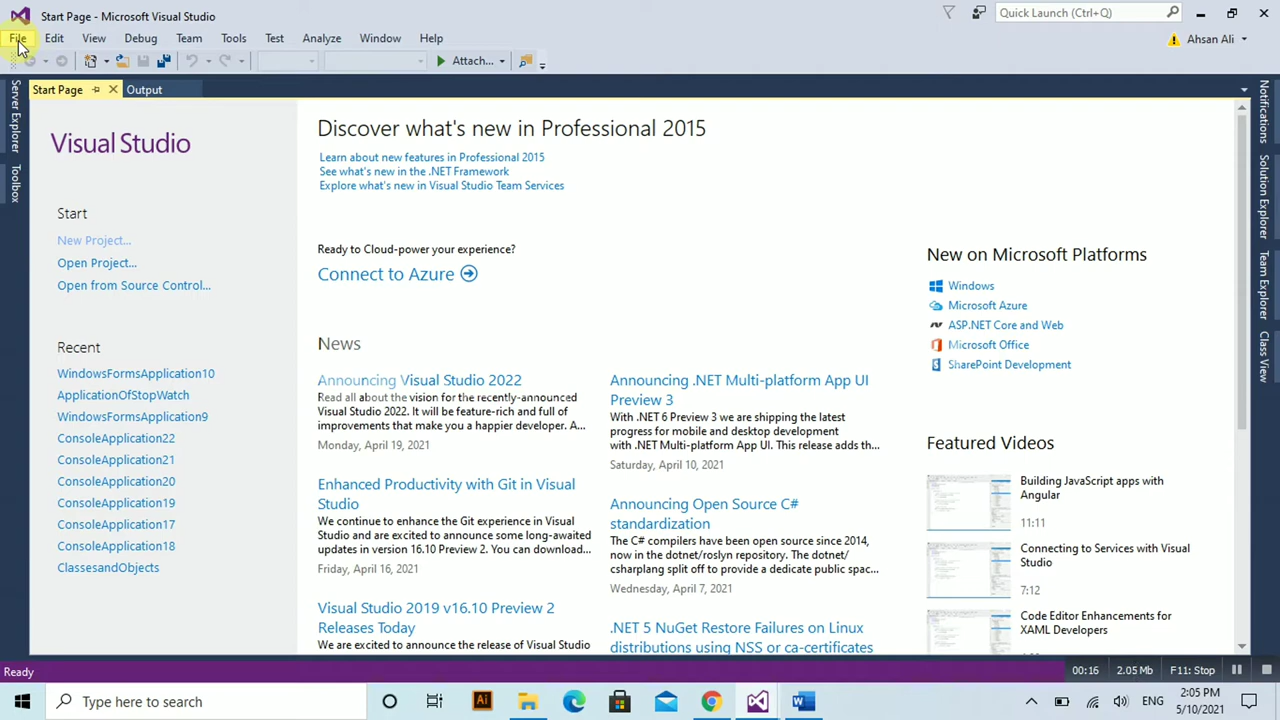 Start Page - Microsoft Visual Studio
Quick Launch (Ctrl+Q)
File Edit View Debug Team Tools Test Analyze Window Help
Ahsan Ali
Attach...
Start Page
Output
Server Explorer
Toolbox
Visual Studio
Start
New Project...
Open Project...
Open from Source Control...
Recent
WindowsFormsApplication10
ApplicationOfStopWatch
WindowsFormsApplication9
ConsoleApplication22
ConsoleApplication21
ConsoleApplication20
ConsoleApplication19
ConsoleApplication17
ConsoleApplication18
ClassesandObjects
Discover what's new in Professional 2015
Learn about new features in Professional 2015
See what's new in the .NET Framework
Explore what's new in Visual Studio Team Services
Ready to Cloud-power your experience?
Connect to Azure
News
Announcing Visual Studio 2022
Read all about the vision for the recently-announced
Visual Studio 2022. It will be feature-rich and full of
improvements that make you a happier developer. A...
Monday, April 19, 2021
Enhanced Productivity with Git in Visual
Studio
We continue to enhance the Git experience in Visual
Studio and are excited to announce some long-awaited
updates in version 16.10 Preview 2. You can download...
Friday, April 16, 2021
Visual Studio 2019 v16.10 Preview 2
Releases Today
We are excited to announce the release of Visual Studio
Announcing .NET Multi-platform App UI
Preview 3
With .NET 6 Preview 3 we are shipping the latest
progress for mobile and desktop development
with .NET Multi-platform App UI. This release adds th...
Saturday, April 10, 2021
Announcing Open Source C#
standardization
The C# compilers have been open source since 2014,
now in the dotnet/roslyn repository. The dotnet/
csharplang split off to provide a dedicate public spac...
Wednesday, April 7, 2021
.NET 5 NuGet Restore Failures on Linux
distributions using NSS or ca-certificates
New on Microsoft Platforms
Windows
Microsoft Azure
ASP.NET Core and Web
Microsoft Office
SharePoint Development
Featured Videos
Building JavaScript apps with
Angular
11:11
Connecting to Services with Visual
Studio
7:12
Code Editor Enhancements for
XAML Developers
Notifications
Solution Explorer
Team Explorer
Class View
Ready
00:16 2.05 Mb F11: Stop
Type here to search
ENG
2:05 PM
5/10/2021